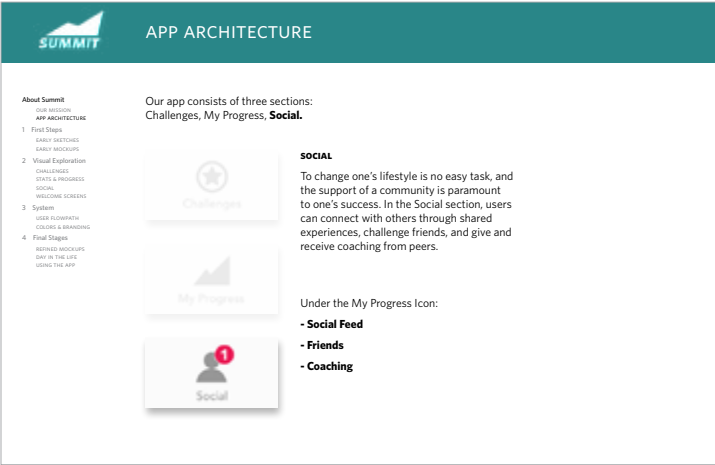 SUMMIT
APP ARCHITECTURE
About Summit
OUR MISSION
APP ARCHITECTURE
1 First Steps
EARLY SKETCHES
EARLY MOCKUPS
2 Visual Exploration
CHALLENGES
STATS & PROGRESS
SOCIAL
WELCOME SCREENS
3 System
USER FLOWPATH
COLORS & BRANDING
4 Final Stages
REFINED MOCKUPS
DAY IN THE LIFE
USING THE APP
Our app consists of three sections:
Challenges, My Progress, Social.
Challenges
My Progress
1
Social
SOCIAL
To change one's lifestyle is no easy task, and
the support of a community is paramount
to one's success. In the Social section, users
can connect with others through shared
experiences, challenge friends, and give and
receive coaching from peers.
Under the My Progress Icon:
- Social Feed
- Friends
- Coaching